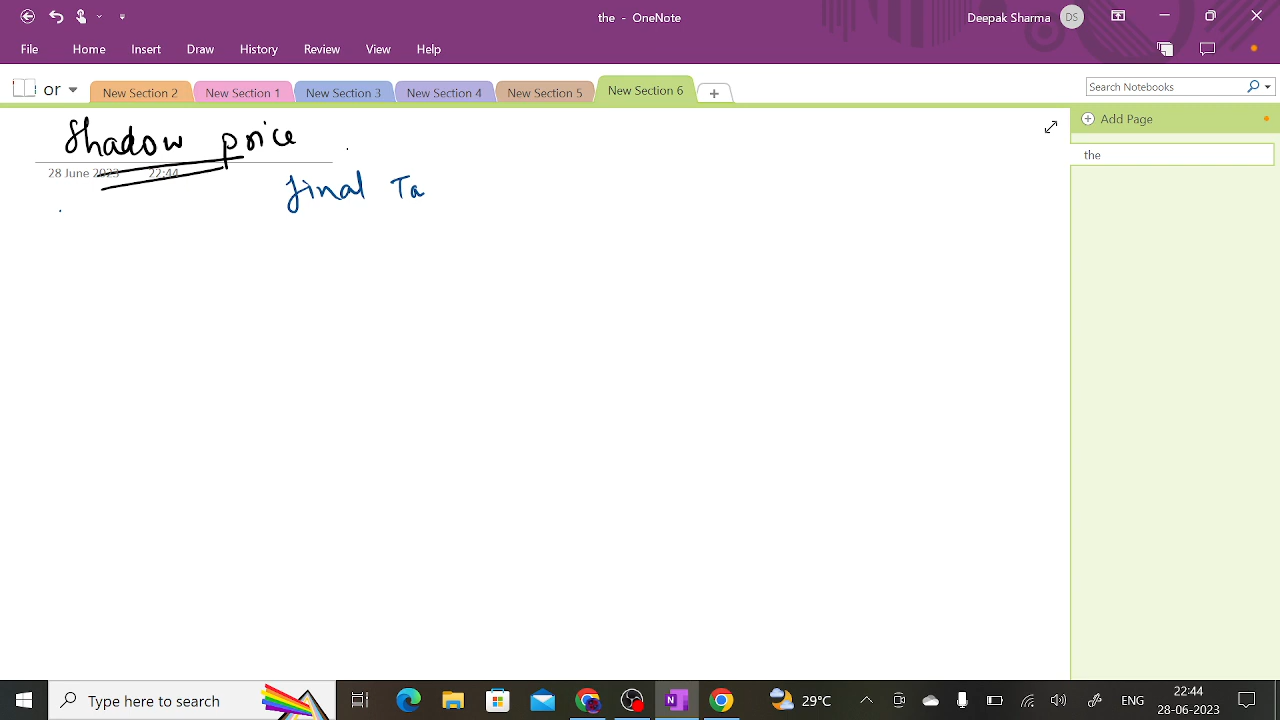 the - OneNote
Deepak Sharma DS
File Home Insert Draw History Review View Help
or New Section 2 New Section 1 New Section 3 New Section 4 New Section 5 New Section 6 + Search Notebooks
Add Page
the
Shadow price
28 June 2023 22:44
final Ta
Type here to search
29°C
ENG
22:44
28-06-2023